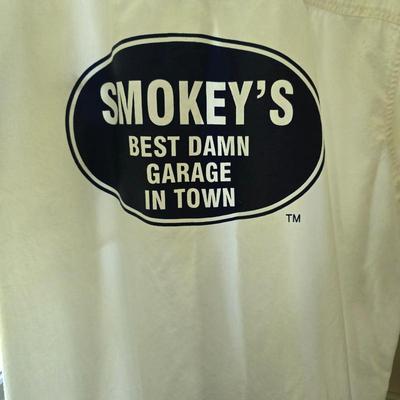 SMOKEY'S
BEST DAMN
GARAGE
IN TOWN
TM